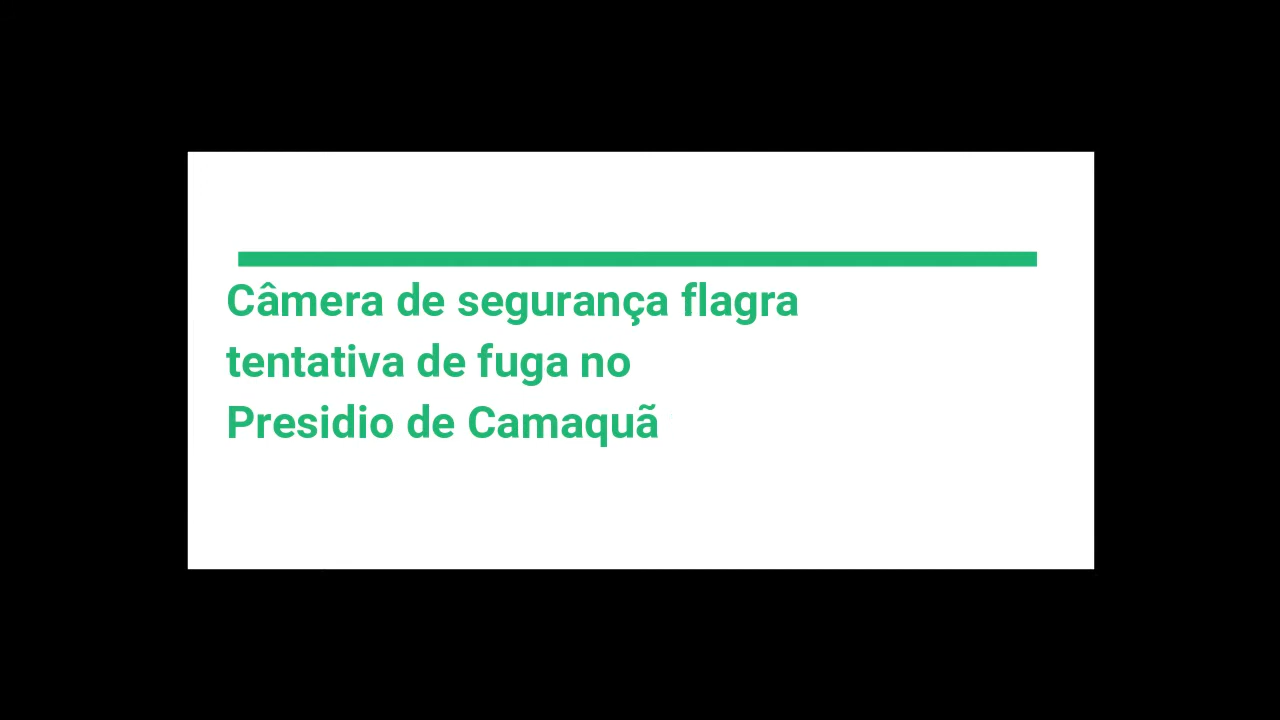 Câmera de segurança flagra
tentativa de fuga no
Presidio de Camaquã